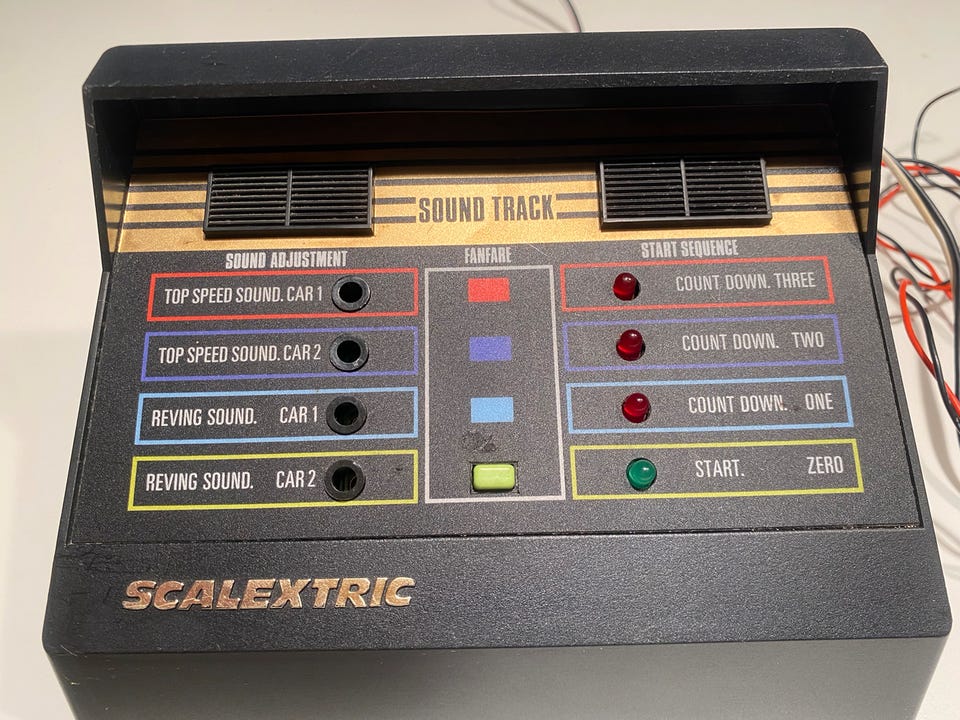 SOUND TRACK
SOUND ADJUSTMENT
TOP SPEED SOUND. CAR 1
TOP SPEED SOUND. CAR 2
REVING SOUND. CAR 1
REVING SOUND. CAR 2
FANFARE
START SEQUENCE
COUNT DOWN. THREE
COUNT DOWN. TWO
COUNT DOWN. ONE
START. ZERO
SCALEXTRIC